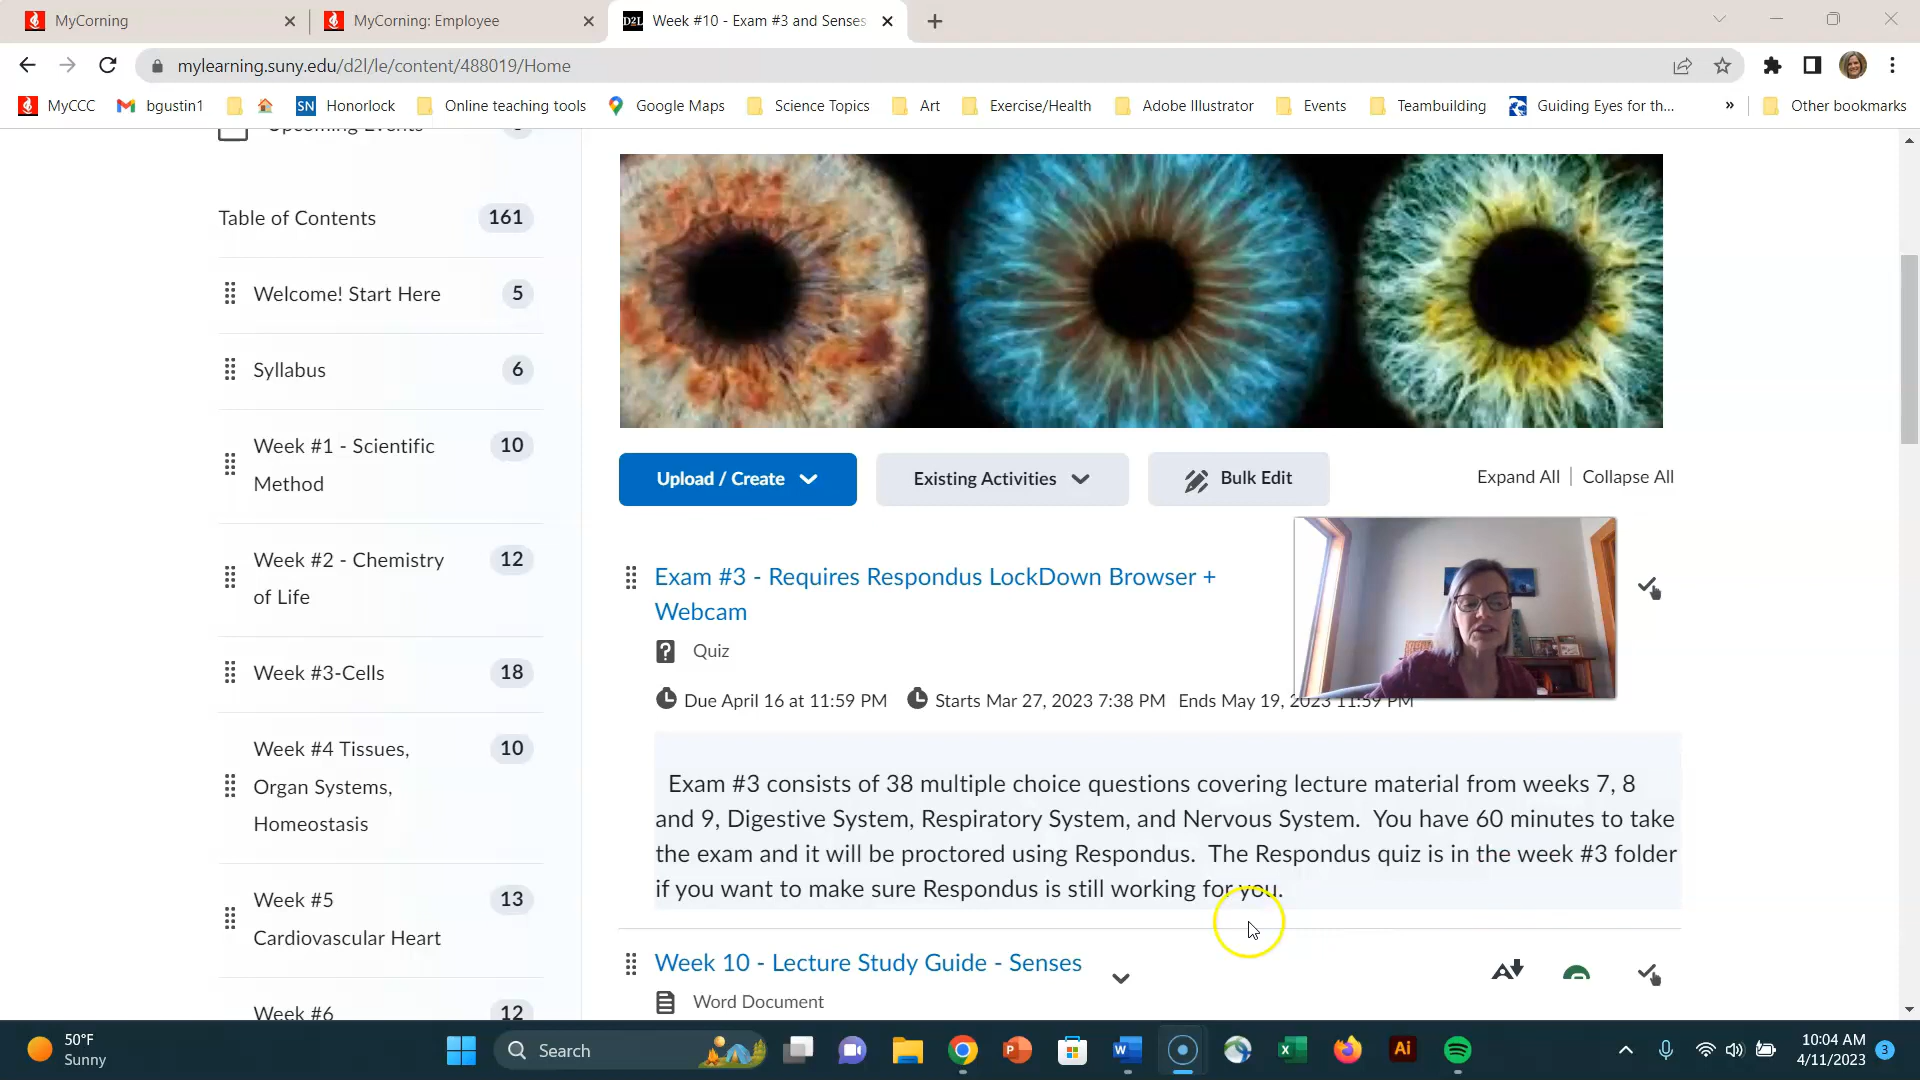 MyCorning
MyCorning: Employee
D2L Week #10 - Exam #3 and Senses
mylearning.suny.edu/d2l/le/content/488019/Home
MyCCC
bgustin1
SN Honorlock
Online teaching tools
Google Maps
Science Topics
Art
Exercise/Health
Adobe Illustrator
Events
Teambuilding
Guiding Eyes for th...
»
Other bookmarks
Upcoming Events
Table of Contents 161
Welcome! Start Here 5
Syllabus 6
Week #1 - Scientific 10
Method
Week #2 - Chemistry 12
of Life
Week #3-Cells 18
Week #4 Tissues, 10
Organ Systems,
Homeostasis
Week #5 13
Cardiovascular Heart
Week #6 12
Upload / Create
Existing Activities
Bulk Edit
Expand All | Collapse All
Exam #3 - Requires Respondus LockDown Browser +
Webcam
? Quiz
Due April 16 at 11:59 PM Starts Mar 27, 2023 7:38 PM Ends May 19, 2023 11:59 PM
Exam #3 consists of 38 multiple choice questions covering lecture material from weeks 7, 8
and 9, Digestive System, Respiratory System, and Nervous System. You have 60 minutes to take
the exam and it will be proctored using Respondus. The Respondus quiz is in the week #3 folder
if you want to make sure Respondus is still working for you.
Week 10 - Lecture Study Guide - Senses
Word Document
50°F
Sunny
Search
P
W
X
Ai
10:04 AM
4/11/2023
3